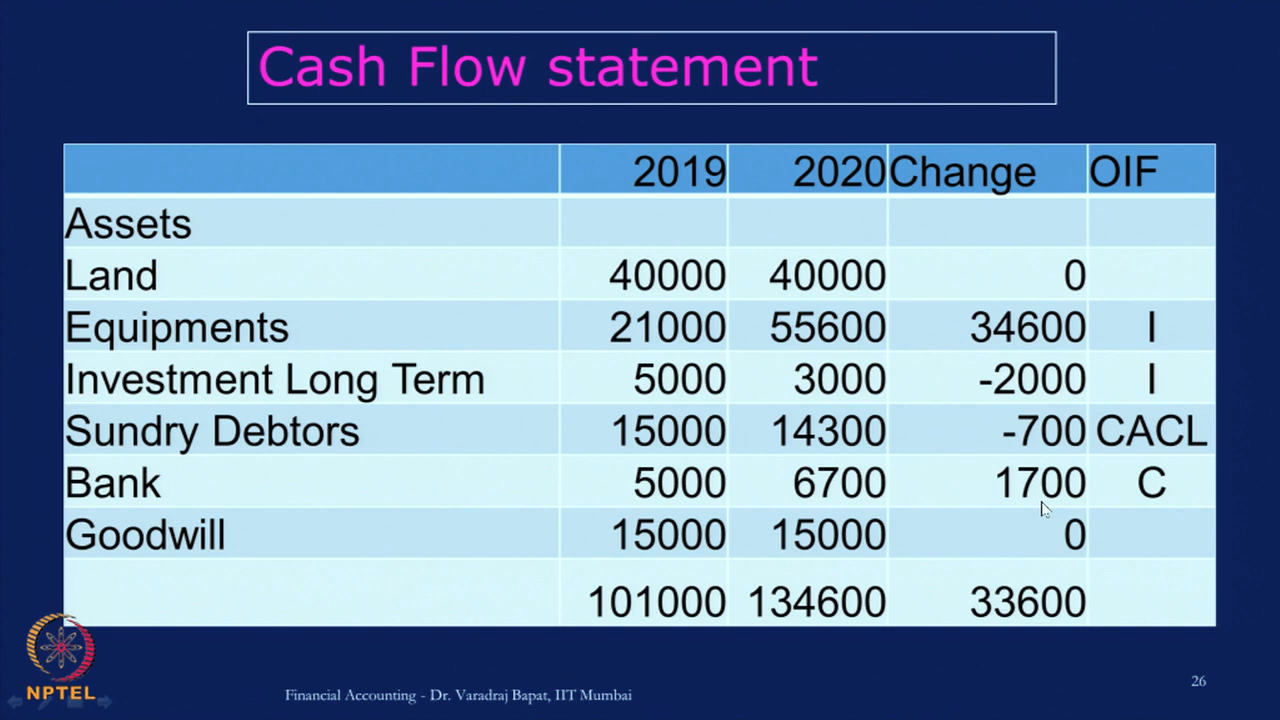 Cash Flow statement
2019 2020 Change OIF
Assets
Land 40000 40000 0
Equipments 21000 55600 34600 I
Investment Long Term 5000 3000 -2000 I
Sundry Debtors 15000 14300 -700 CACL
Bank 5000 6700 1700 C
Goodwill 15000 15000 0
101000 134600 33600
NPTEL
Financial Accounting - Dr. Varadraj Bapat, IIT Mumbai
26